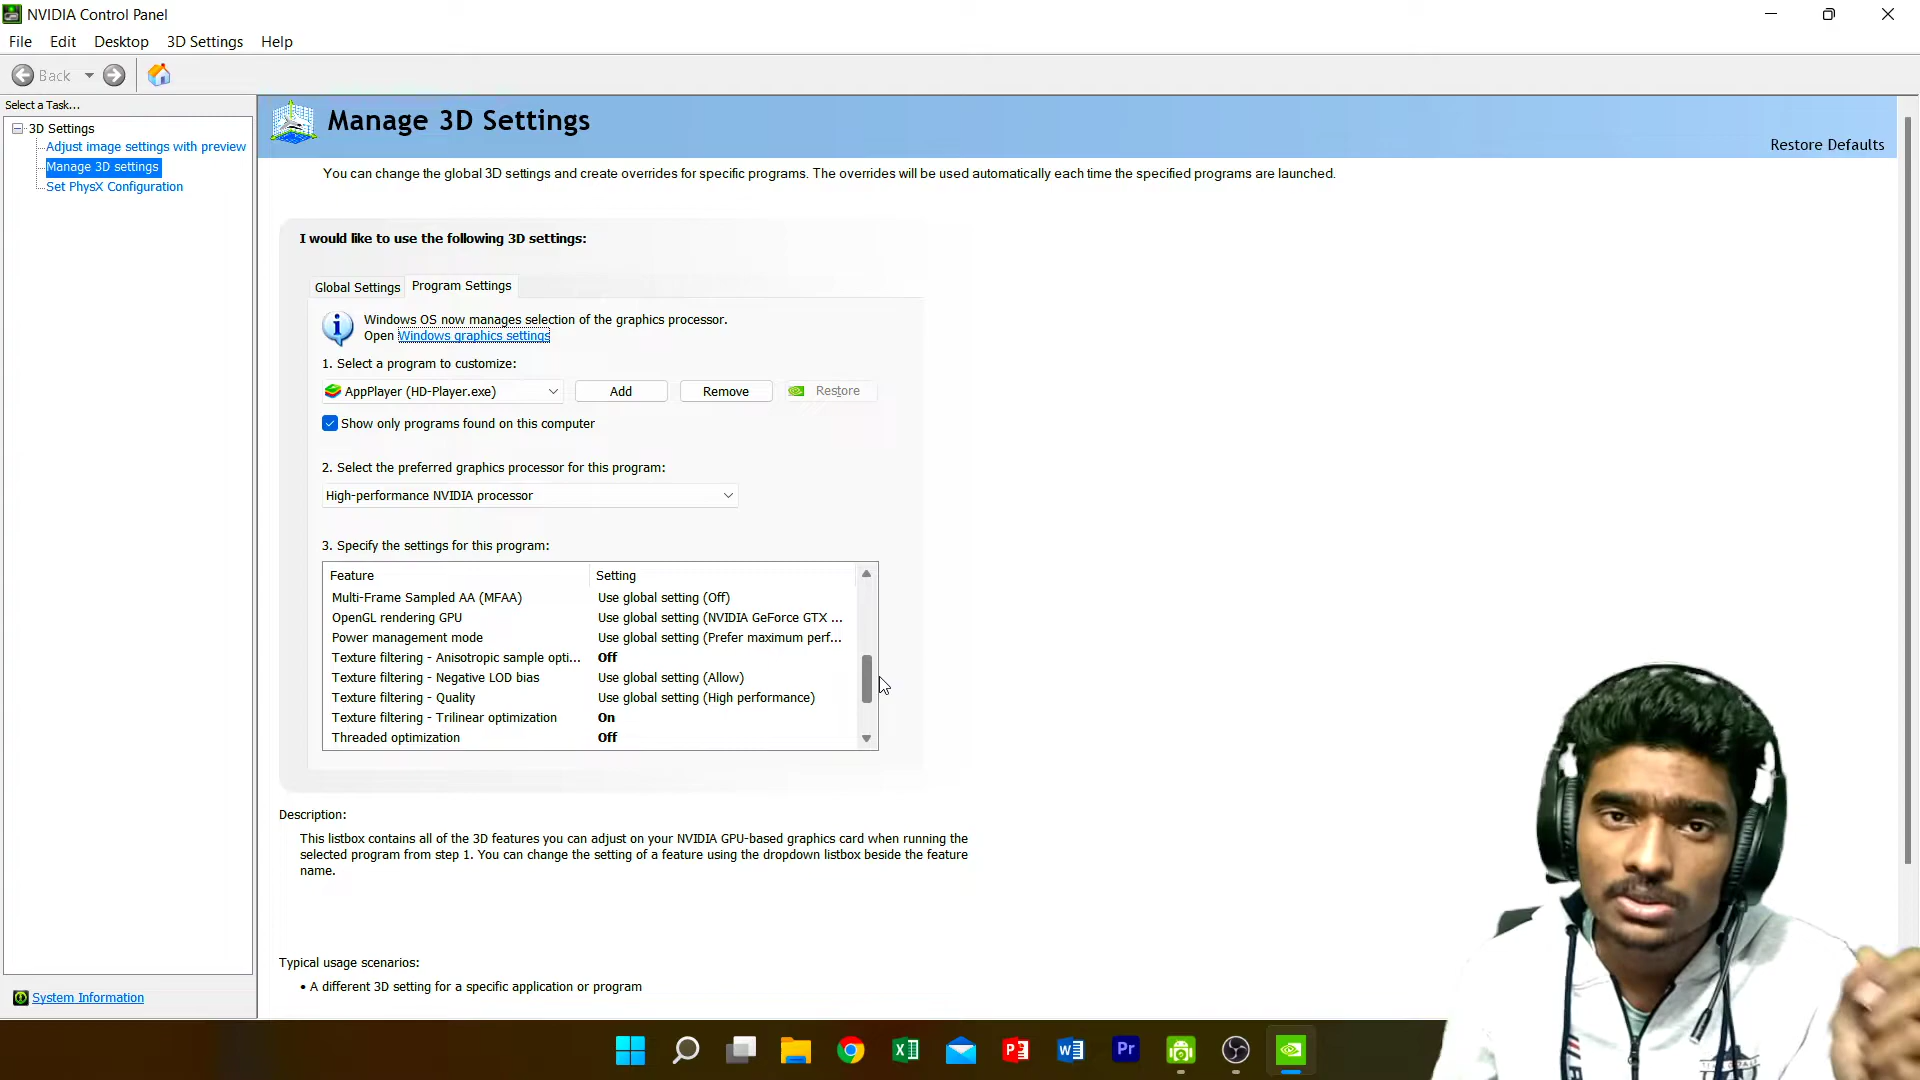 NVIDIA Control Panel
File Edit Desktop 3D Settings Help
Back
Select a Task...
3D Settings
Adjust image settings with preview
Manage 3D settings
Set PhysX Configuration
System Information
Manage 3D Settings
Restore Defaults
You can change the global 3D settings and create overrides for specific programs. The overrides will be used automatically each time the specified programs are launched.
I would like to use the following 3D settings:
Global Settings Program Settings
Windows OS now manages selection of the graphics processor.
Open Windows graphics settings
1. Select a program to customize:
AppPlayer (HD-Player.exe) Add Remove Restore
Show only programs found on this computer
2. Select the preferred graphics processor for this program:
High-performance NVIDIA processor
3. Specify the settings for this program:
Feature Setting
Multi-Frame Sampled AA (MFAA) Use global setting (Off)
OpenGL rendering GPU Use global setting (NVIDIA GeForce GTX ...
Power management mode Use global setting (Prefer maximum perf...
Texture filtering - Anisotropic sample opti... Off
Texture filtering - Negative LOD bias Use global setting (Allow)
Texture filtering - Quality Use global setting (High performance)
Texture filtering - Trilinear optimization On
Threaded optimization Off
Description:
This listbox contains all of the 3D features you can adjust on your NVIDIA GPU-based graphics card when running the
selected program from step 1. You can change the setting of a feature using the dropdown listbox beside the feature
name.
Typical usage scenarios:
• A different 3D setting for a specific application or program
Pr